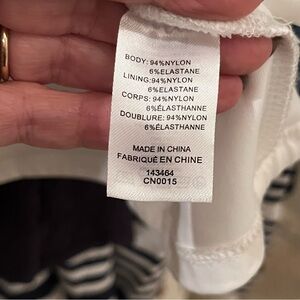 BODY: 94%NYLON
6%ELASTANE
LINING: 94%NYLON
6%ELASTANE
CORPS: 94%NYLON
6%ÉLASTHANNE
DOUBLURE: 94%NYLON
6%ÉLASTHANNE
MADE IN CHINA
FABRIQUÉ EN CHINE
143464
CN0015